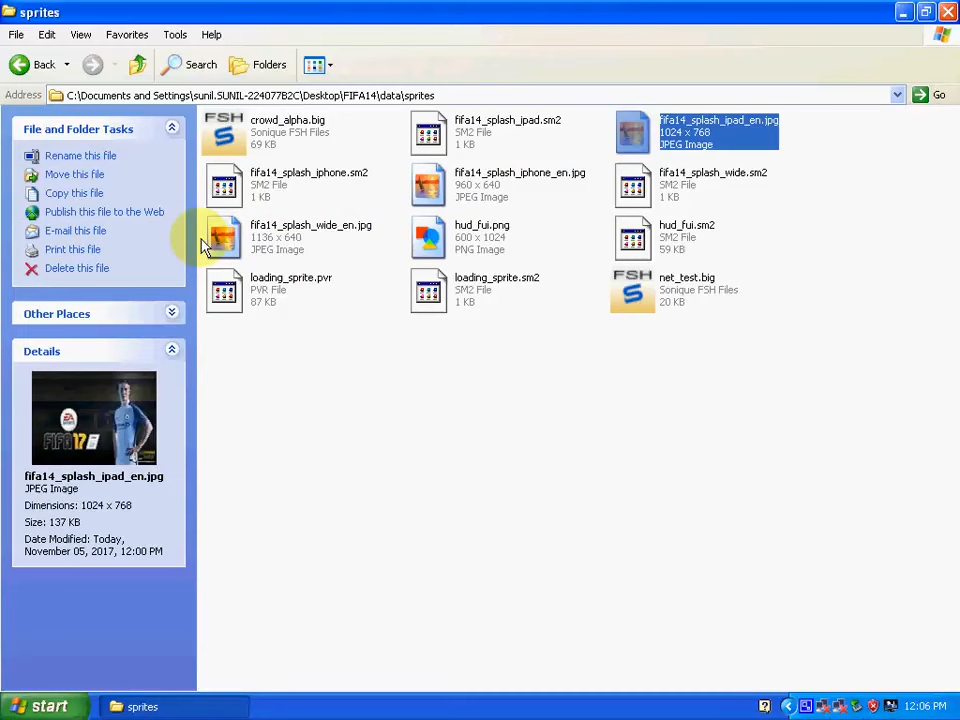 sprites
File Edit View Favorites Tools Help
Back Search Folders
Address C:\Documents and Settings\sunil.SUNIL-224077B2C\Desktop\FIFA14\data\sprites Go
File and Folder Tasks
Rename this file
Move this file
Copy this file
Publish this file to the Web
E-mail this file
Print this file
Delete this file
Other Places
Details
EA SPORTS
FIFA 17
fifa14_splash_ipad_en.jpg
JPEG Image
Dimensions: 1024 x 768
Size: 137 KB
Date Modified: Today,
November 05, 2017, 12:00 PM
FSH
S
crowd_alpha.big
Sonique FSH Files
69 KB
fifa14_splash_ipad.sm2
SM2 File
1 KB
fifa14_splash_ipad_en.jpg
1024 x 768
JPEG Image
fifa14_splash_iphone.sm2
SM2 File
1 KB
fifa14_splash_iphone_en.jpg
960 x 640
JPEG Image
fifa14_splash_wide.sm2
SM2 File
1 KB
fifa14_splash_wide_en.jpg
1136 x 640
JPEG Image
hud_fui.png
600 x 1024
PNG Image
hud_fui.sm2
SM2 File
59 KB
loading_sprite.pvr
PVR File
87 KB
loading_sprite.sm2
SM2 File
1 KB
FSH
S
net_test.big
Sonique FSH Files
20 KB
start sprites 12:06 PM